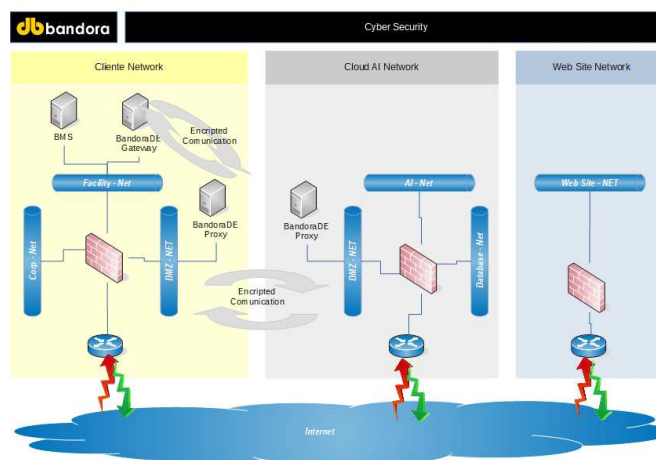 bandora
Cyber Security
Cliente Network
Cloud AI Network
Web Site Network
BMS
BandoraDE
Gateway
Encripted
Comunication
Facility - Net
AI - Net
Web Site - NET
BandoraDE
Proxy
BandoraDE
Proxy
Corp - Net
DMZ - NET
DMZ - NET
Database - Net
Encripted
Comunication
Internet